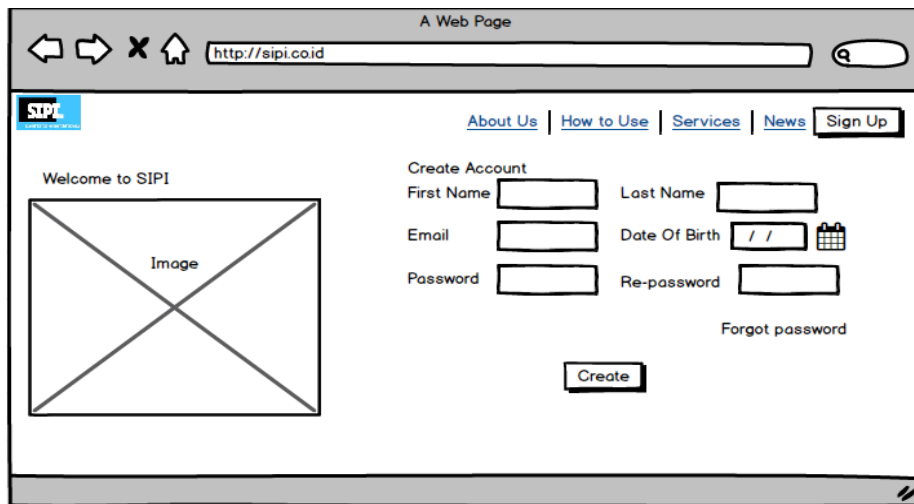 A Web Page
http://sipi.co.id
SIPI
About Us | How to Use | Services | News Sign Up
Welcome to SIPI
Image
Create Account
First Name Last Name
Email Date Of Birth / /
Password Re-password
Forgot password
Create